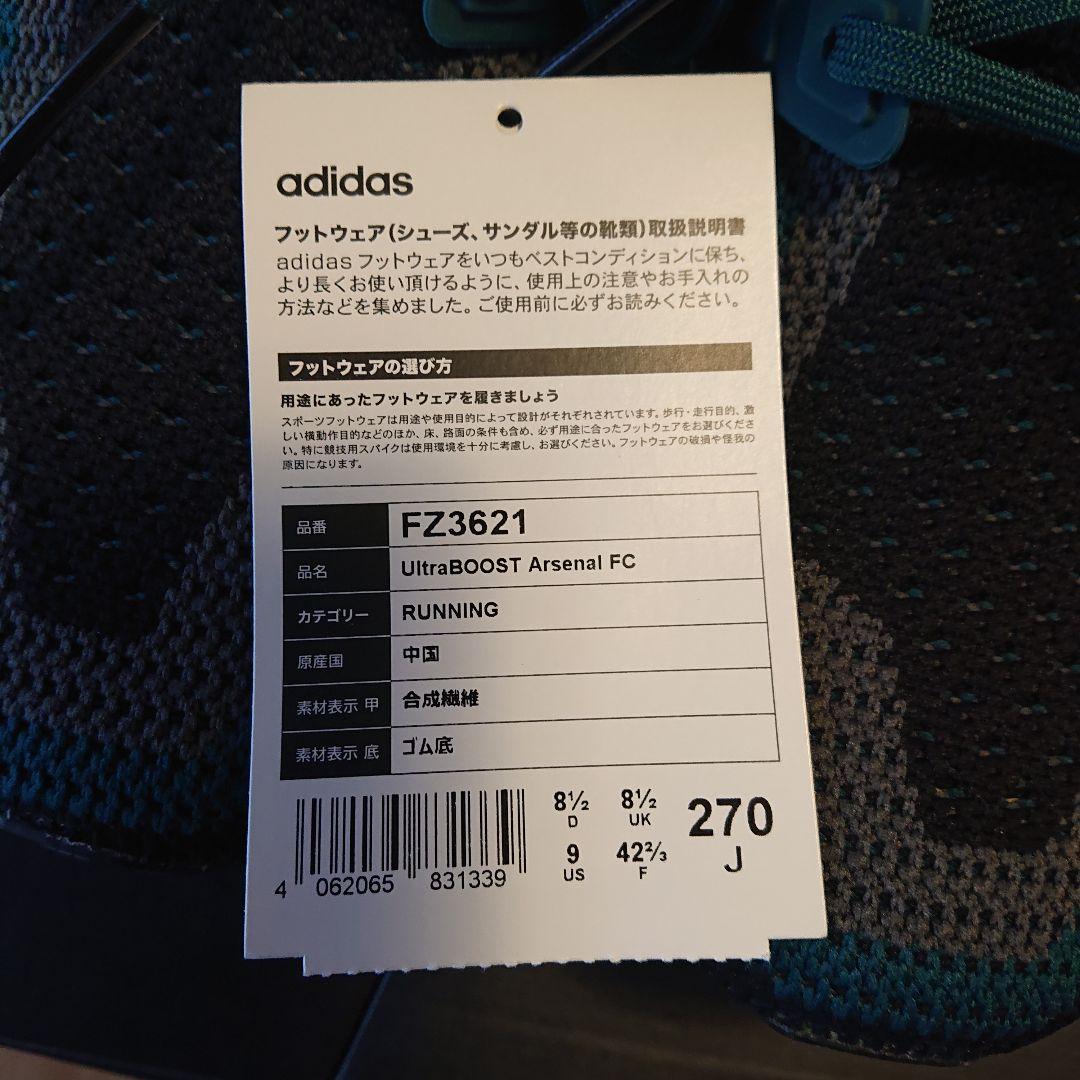 adidas
フットウェア(シューズ、サンダル等の靴類)取扱説明書
adidas フットウェアをいつもベストコンディションに保ち、
より長くお使い頂けるように、使用上の注意やお手入れの
方法などを集めました。ご使用前に必ずお読みください。
フットウェアの選び方
用途にあったフットウェアを履きましょう
スポーツフットウェアは用途や使用目的によって設計がそれぞれされています。歩行・走行目的、激
しい横動作目的などのほか、床、路面の条件も含め、必ず用途に合ったフットウェアをお選びくださ
い。特に競技用スパイクは使用環境を十分に考慮し、お選びください。フットウェアの破損や怪我の
原因になります。
品番 FZ3621
品名 UltraBOOST Arsenal FC
カテゴリー RUNNING
原産国 中国
素材表示 甲 合成繊維
素材表示 底 ゴム底
8½ 8½ 270
D UK J
9 42⅔
US F
4 062065 831339